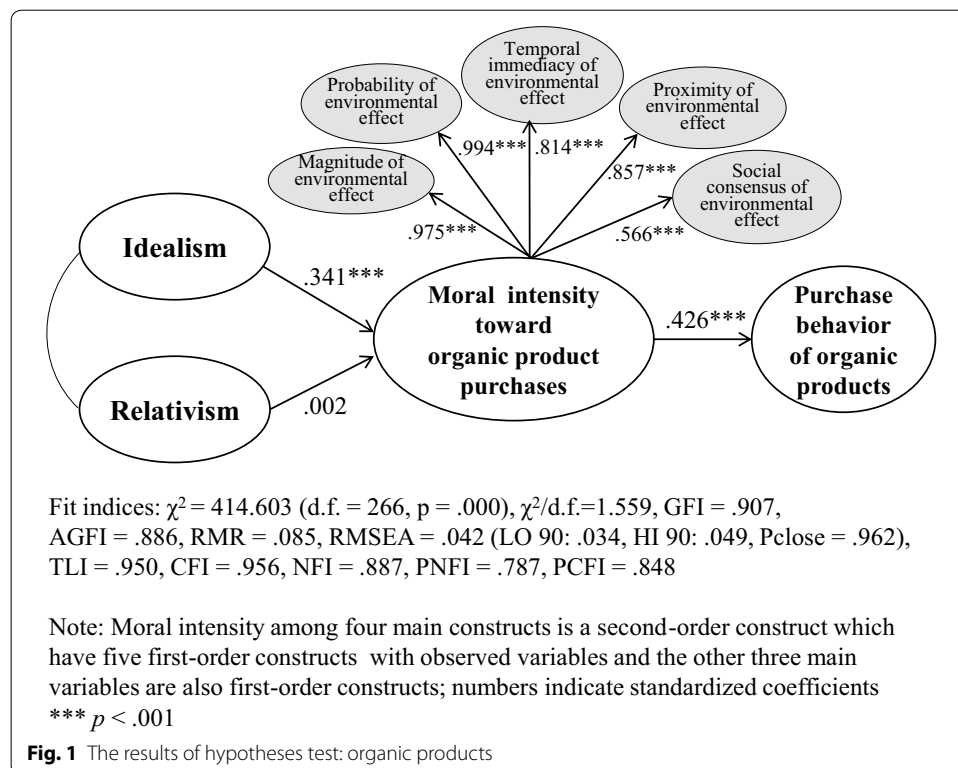 Temporal
immediacy of
environmental
effect
Probability of
environmental
effect
Proximity of
environmental
effect
Magnitude of
environmental
effect
Social
consensus of
environmental
effect
.994***
.814***
.857***
.975***
.566***
Idealism
.341***
Moral intensity
toward
organic product
purchases
.426***
Purchase
behavior
of organic
products
Relativism
.002
Fit indices: χ² = 414.603 (d.f. = 266, p = .000), χ²/d.f.=1.559, GFI = .907,
AGFI = .886, RMR = .085, RMSEA = .042 (LO 90: .034, HI 90: .049, Pclose = .962),
TLI = .950, CFI = .956, NFI = .887, PNFI = .787, PCFI = .848
Note: Moral intensity among four main constructs is a second-order construct which
have five first-order constructs with observed variables and the other three main
variables are also first-order constructs; numbers indicate standardized coefficients
*** p < .001
Fig. 1 The results of hypotheses test: organic products